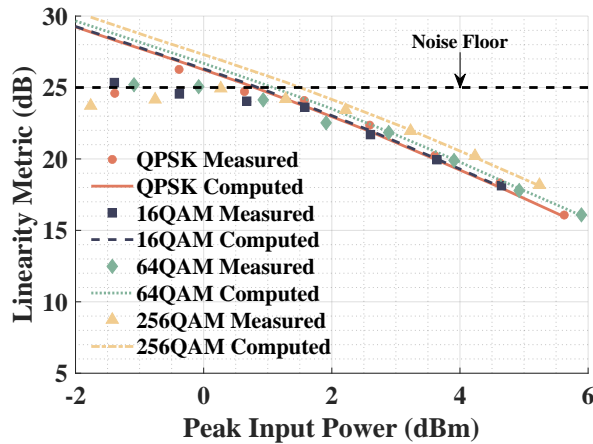 30
25
20
15
10
5
-2
0
2
4
6
Linearity Metric (dB)
Peak Input Power (dBm)
Noise Floor
QPSK Measured
QPSK Computed
16QAM Measured
16QAM Computed
64QAM Measured
64QAM Computed
256QAM Measured
256QAM Computed